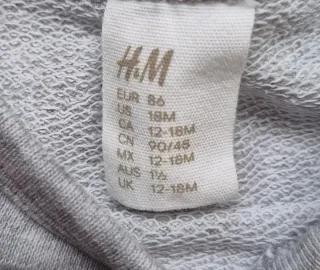 H&M
EUR 86
US 18M
CA 12-18M
CN 90/48
MX 12-18M
AUS 1½
UK 12-18M